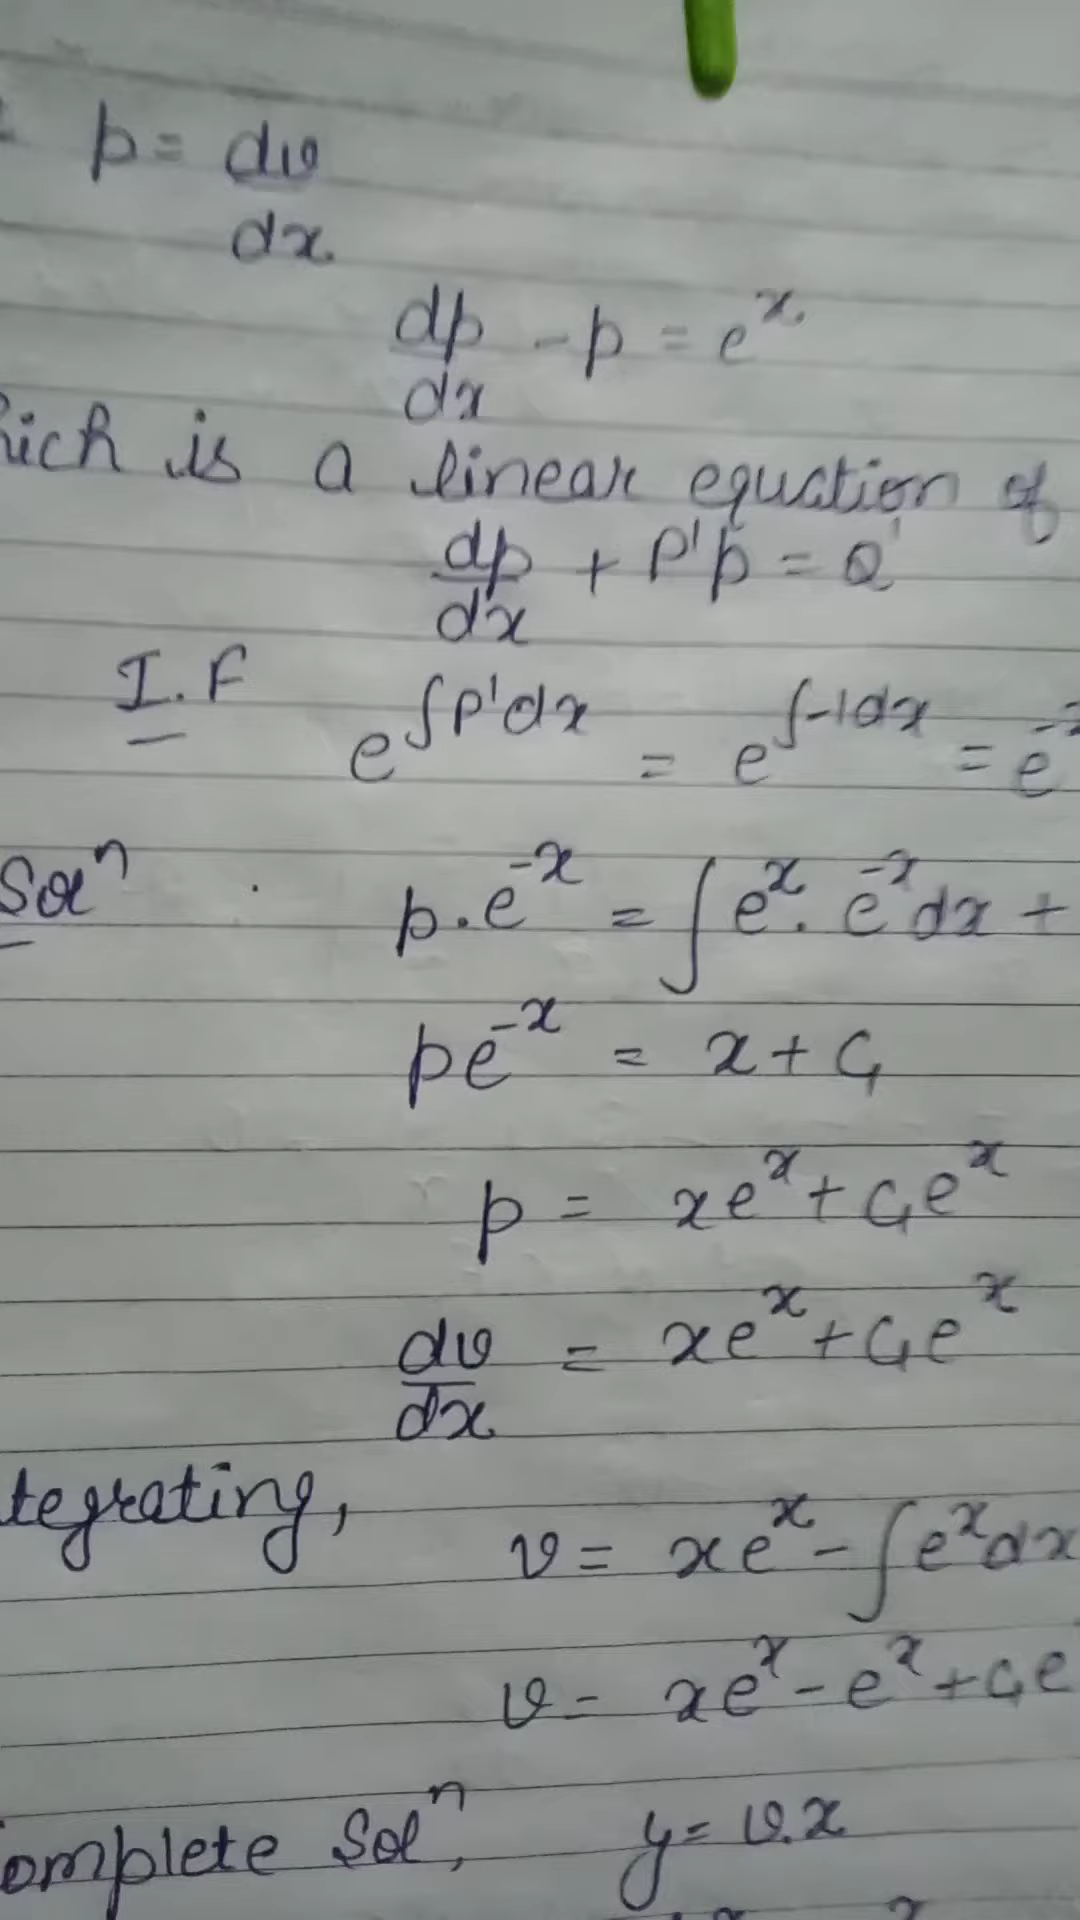 p = dv
dx
dp/dx - p = e^x
hich is a linear equation of
dp/dx + P'p = Q'
I.F e^∫P'dx = e^∫-1dx = e^-x
Solⁿ p.e^-x = ∫e^x. e^-x dx +
pe^-x = x + C₁
p = xe^x + C₁e^x
dv/dx = xe^x + C₁e^x
tegrating,
v = xe^x - ∫e^x dx
v = xe^x - e^x + C₁e
omplete Solⁿ, y = v.x